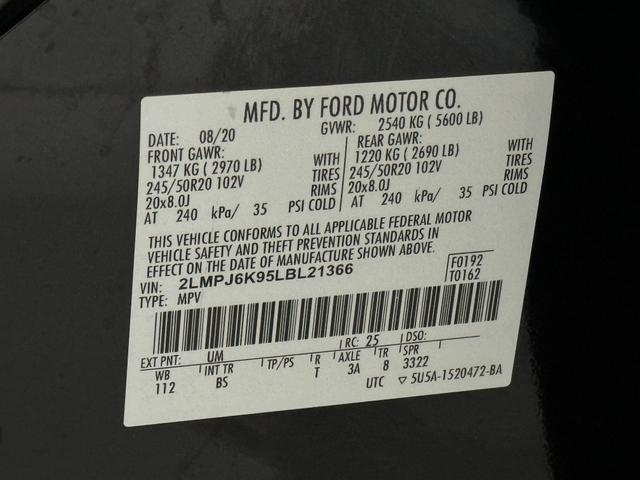 MFD. BY FORD MOTOR CO.
DATE: 08/20 GVWR: 2540 KG ( 5600 LB)
FRONT GAWR: REAR GAWR:
1347 KG ( 2970 LB) WITH 1220 KG ( 2690 LB) WITH
245/50R20 102V TIRES 245/50R20 102V TIRES
20x8.0J RIMS 20x8.0J RIMS
AT 240 kPa/ 35 PSI COLD AT 240 kPa/ 35 PSI COLD
THIS VEHICLE CONFORMS TO ALL APPLICABLE FEDERAL MOTOR
VEHICLE SAFETY AND THEFT PREVENTION STANDARDS IN
EFFECT ON THE DATE OF MANUFACTURE SHOWN ABOVE.
VIN: 2LMPJ6K95LBL21366 F0192
TYPE: MPV T0162
EXT PNT: UM RC: 25 DSO:
WB INT TR TP/PS R AXLE TR SPR
112 BS T 3A 8 3322
UTC ▽ 5U5A-1520472-BA